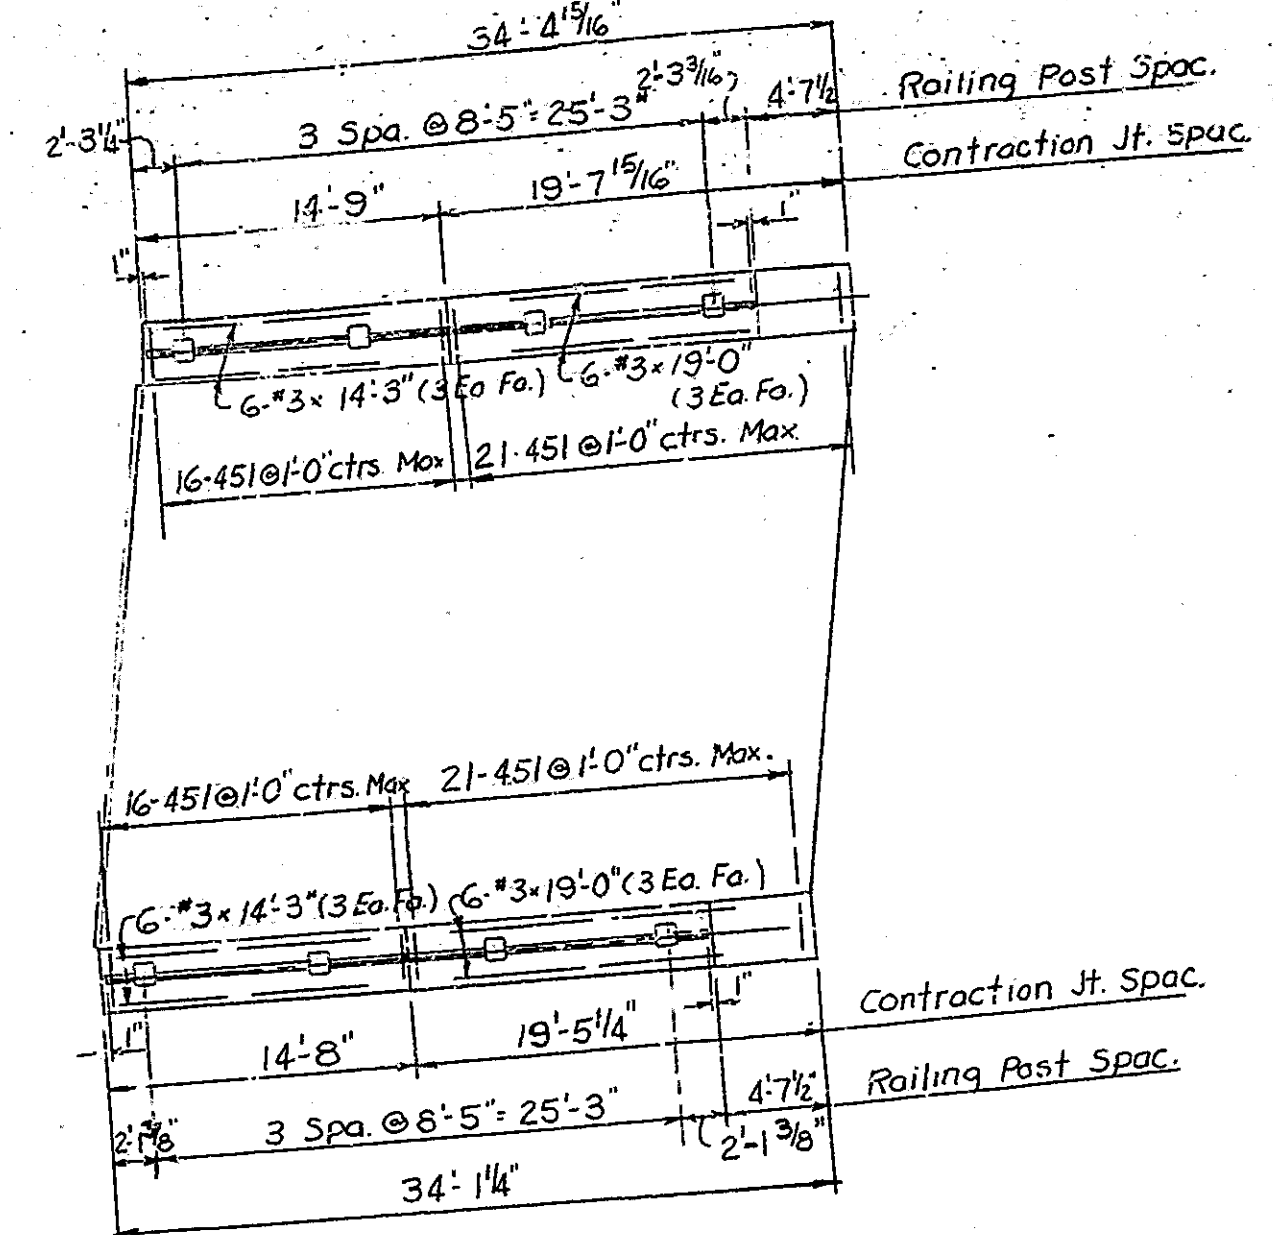 34'-4 15/16"
2'-3 3/16"
4'-7 1/2
Railing Post Spac.
2'-3 1/4"
3 Spa. @ 8'-5" = 25'-3"
Contraction Jt. Spac.
14'-9"
19'-7 15/16"
1"
1"
6-#3 x 14'-3" (3 Ea Fa.)
6-#3 x 19'-0"
(3 Ea. Fa.)
16-451 @ 1'-0" ctrs. Max
21-451 @ 1'-0" ctrs. Max.
16-451 @ 1'-0" ctrs. Max
21-451 @ 1'-0" ctrs. Max.
6-#3 x 14'-3" (3 Ea. Fa.)
6-#3 x 19'-0" (3 Ea. Fa.)
1"
1"
14'-8"
19'-5 1/4"
Contraction Jt. Spac.
3 Spa. @ 8'-5" = 25'-3"
4'-7 1/2"
Railing Post Spac.
2'-1 3/8"
34'-1 1/4"